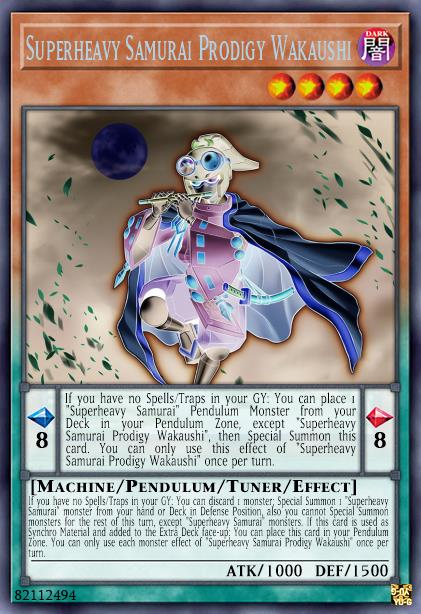 Superheavy Samurai Prodigy Wakaushi
DARK
闇
If you have no Spells/Traps in your GY: You can place 1
"Superheavy Samurai" Pendulum Monster from your
Deck in your Pendulum Zone, except "Superheavy
Samurai Prodigy Wakaushi", then Special Summon this
card. You can only use this effect of "Superheavy
Samurai Prodigy Wakaushi" once per turn.
8
8
[Machine/Pendulum/Tuner/Effect]
If you have no Spells/Traps in your GY: You can discard 1 monster; Special Summon 1 "Superheavy
Samurai" monster from your hand or Deck in Defense Position, also you cannot Special Summon
monsters for the rest of this turn, except "Superheavy Samurai" monsters. If this card is used as
Synchro Material and added to the Extra Deck face-up: You can place this card in your Pendulum
Zone. You can only use each monster effect of "Superheavy Samurai Prodigy Wakaushi" once per
turn.
ATK/1000 DEF/1500
82112494